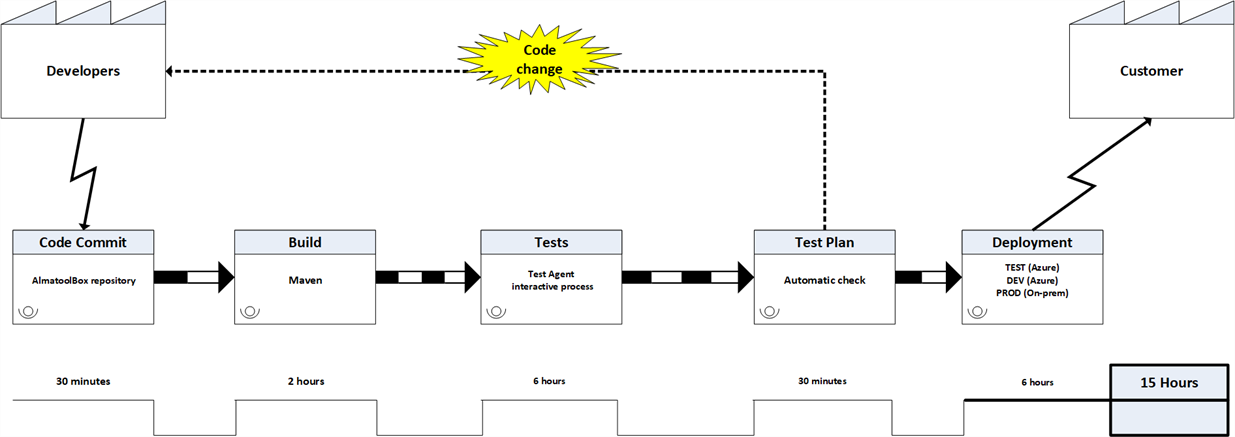 Developers
Code
change
Customer
Code Commit
AlmatoolBox repository
Build
Maven
Tests
Test Agent
interactive process
Test Plan
Automatic check
Deployment
TEST (Azure)
DEV (Azure)
PROD (On-prem)
30 minutes
2 hours
6 hours
30 minutes
6 hours
15 Hours